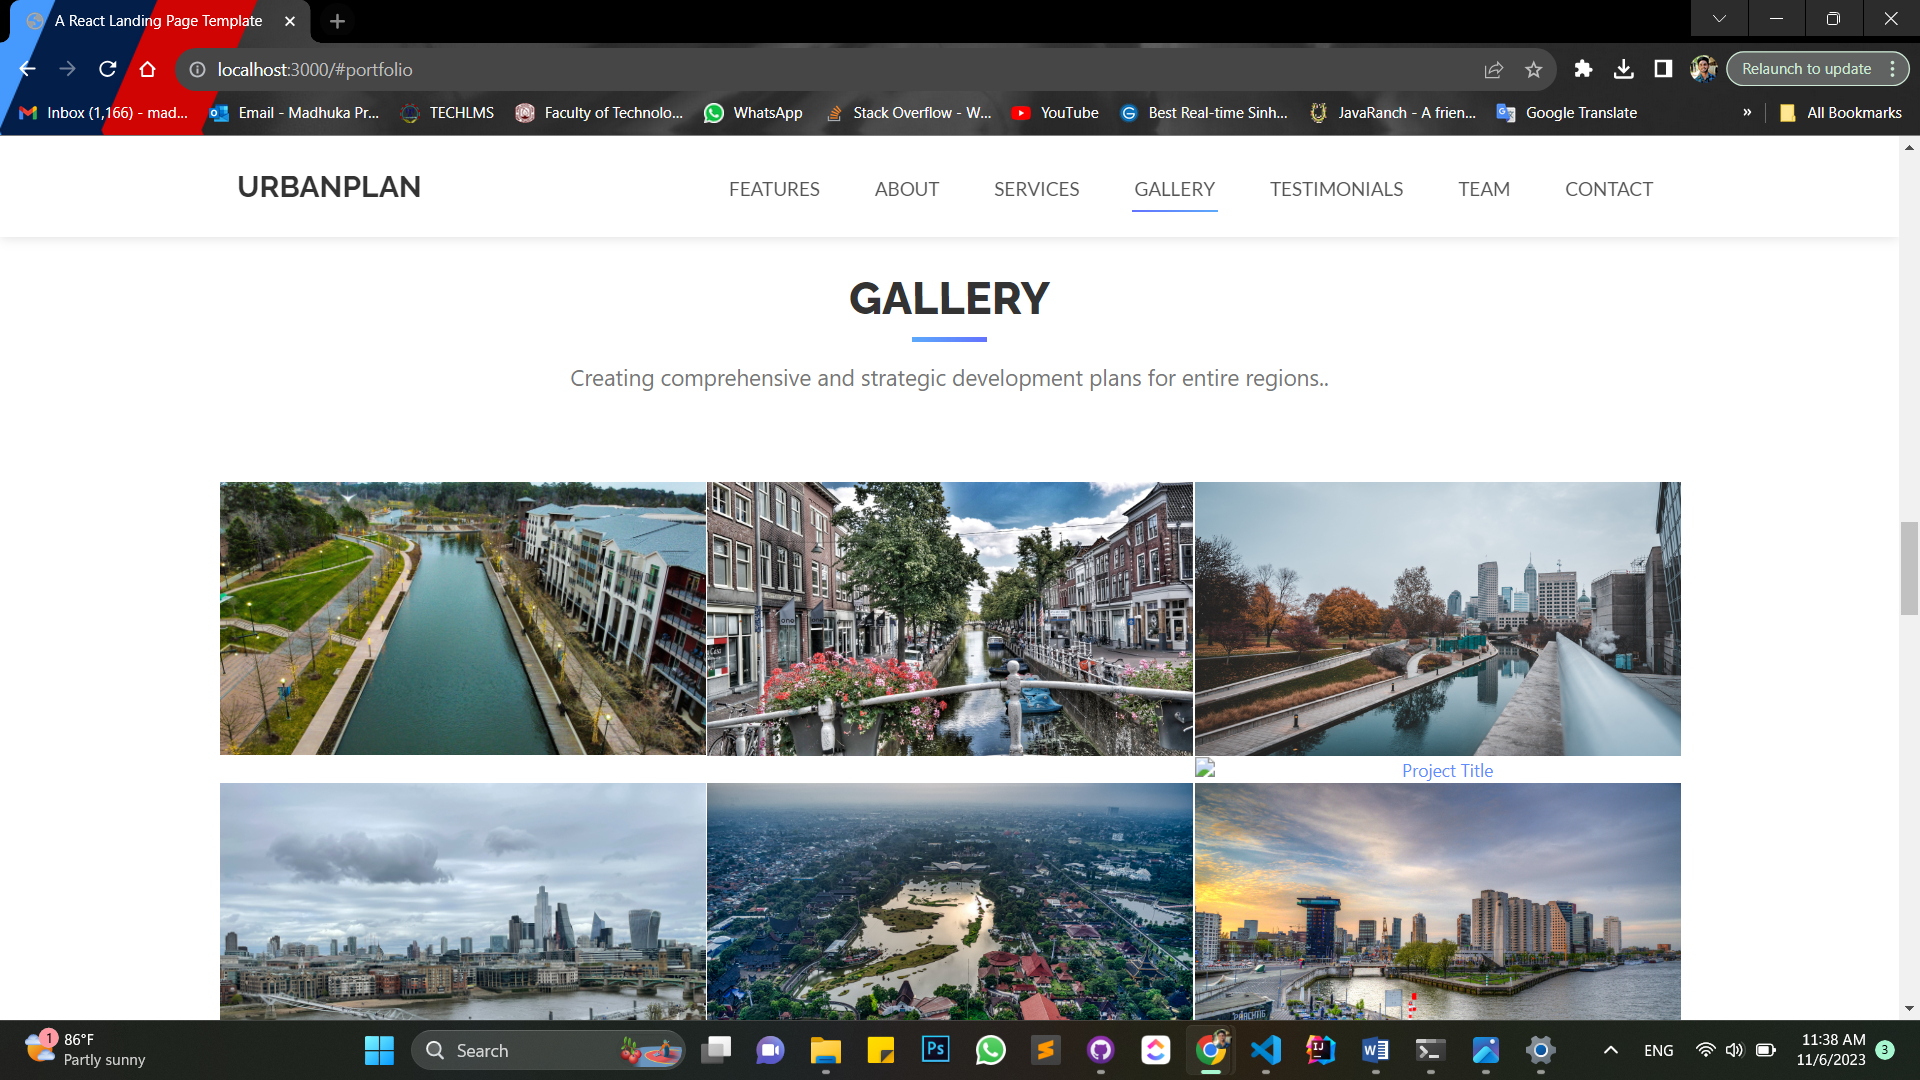 A React Landing Page Template
localhost:3000/#portfolio
Relaunch to update
Inbox (1,166) - mad...
Email - Madhuka Pr...
TECHLMS
Faculty of Technolo...
WhatsApp
Stack Overflow - W...
YouTube
Best Real-time Sinh...
JavaRanch - A frien...
Google Translate
»
All Bookmarks
URBANPLAN
FEATURES
ABOUT
SERVICES
GALLERY
TESTIMONIALS
TEAM
CONTACT
GALLERY
Creating comprehensive and strategic development plans for entire regions..
Project Title
1
86°F
Partly sunny
Search
Ps
ENG
11:38 AM
11/6/2023
3